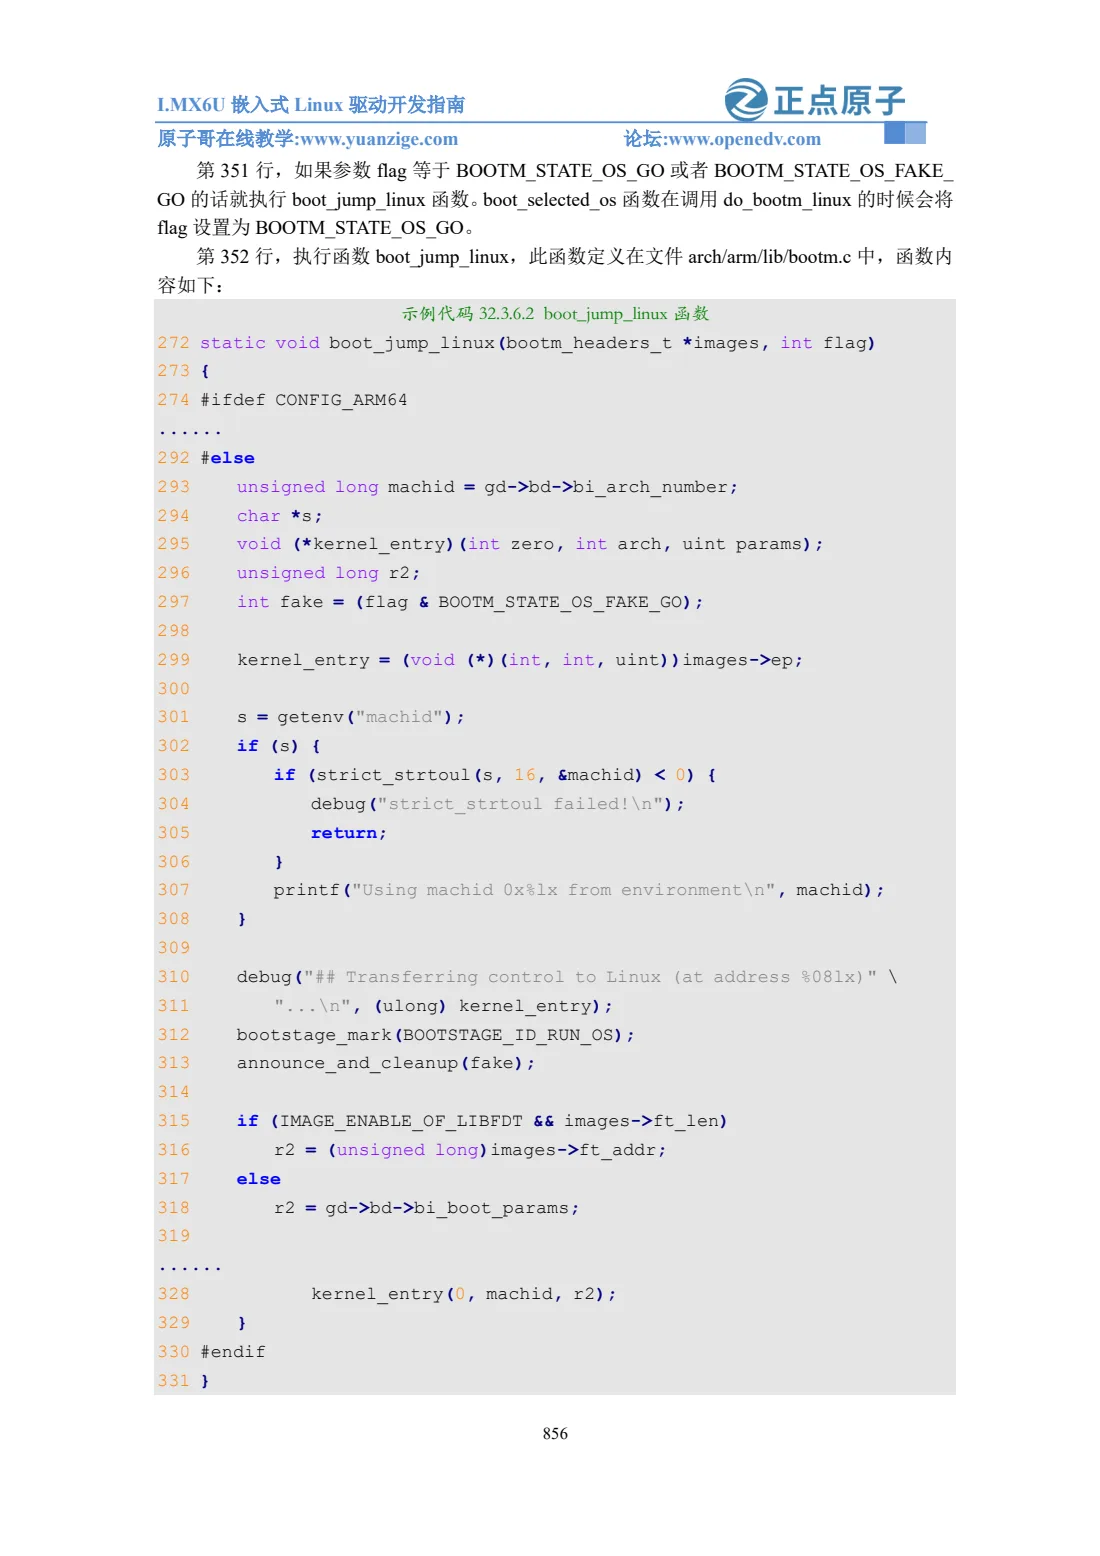 I.MX6U 嵌入式 Linux 驱动开发指南
正点原子
原子哥在线教学:www.yuanzige.com 论坛:www.openedv.com
第 351 行，如果参数 flag 等于 BOOTM_STATE_OS_GO 或者 BOOTM_STATE_OS_FAKE_
GO 的话就执行 boot_jump_linux 函数。boot_selected_os 函数在调用 do_bootm_linux 的时候会将
flag 设置为 BOOTM_STATE_OS_GO。
第 352 行，执行函数 boot_jump_linux，此函数定义在文件 arch/arm/lib/bootm.c 中，函数内
容如下：
示例代码 32.3.6.2 boot_jump_linux 函数
272 static void boot_jump_linux(bootm_headers_t *images, int flag)
273 {
274 #ifdef CONFIG_ARM64
......
292 #else
293 unsigned long machid = gd->bd->bi_arch_number;
294 char *s;
295 void (*kernel_entry)(int zero, int arch, uint params);
296 unsigned long r2;
297 int fake = (flag & BOOTM_STATE_OS_FAKE_GO);
298
299 kernel_entry = (void (*)(int, int, uint))images->ep;
300
301 s = getenv("machid");
302 if (s) {
303 if (strict_strtoul(s, 16, &machid) < 0) {
304 debug("strict_strtoul failed!\n");
305 return;
306 }
307 printf("Using machid 0x%lx from environment\n", machid);
308 }
309
310 debug("## Transferring control to Linux (at address %08lx)" \
311 "...\n", (ulong) kernel_entry);
312 bootstage_mark(BOOTSTAGE_ID_RUN_OS);
313 announce_and_cleanup(fake);
314
315 if (IMAGE_ENABLE_OF_LIBFDT && images->ft_len)
316 r2 = (unsigned long)images->ft_addr;
317 else
318 r2 = gd->bd->bi_boot_params;
319
......
328 kernel_entry(0, machid, r2);
329 }
330 #endif
331 }
856